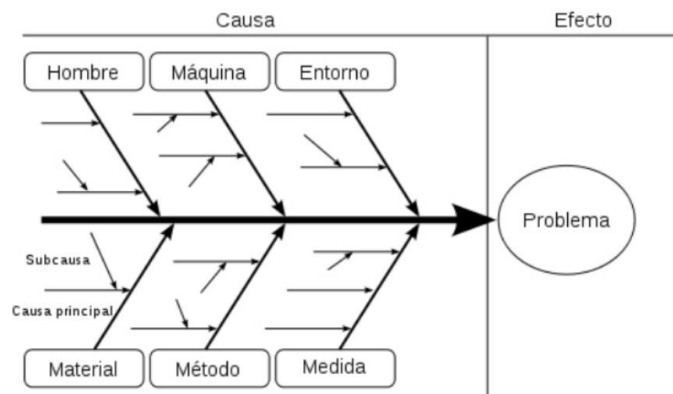 Causa
Efecto
Hombre
Máquina
Entorno
Problema
Subcausa
Causa principal
Material
Método
Medida